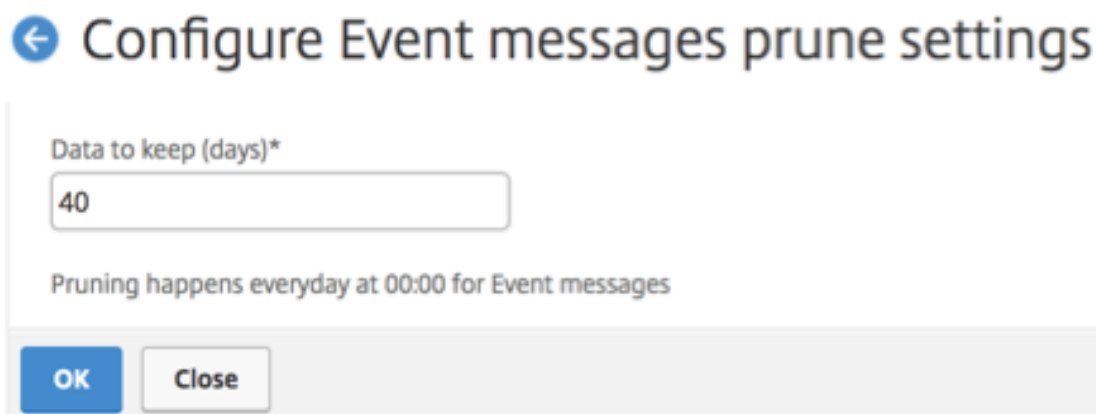 Configure Event messages prune settings
Data to keep (days)*
40
Pruning happens everyday at 00:00 for Event messages
OK Close